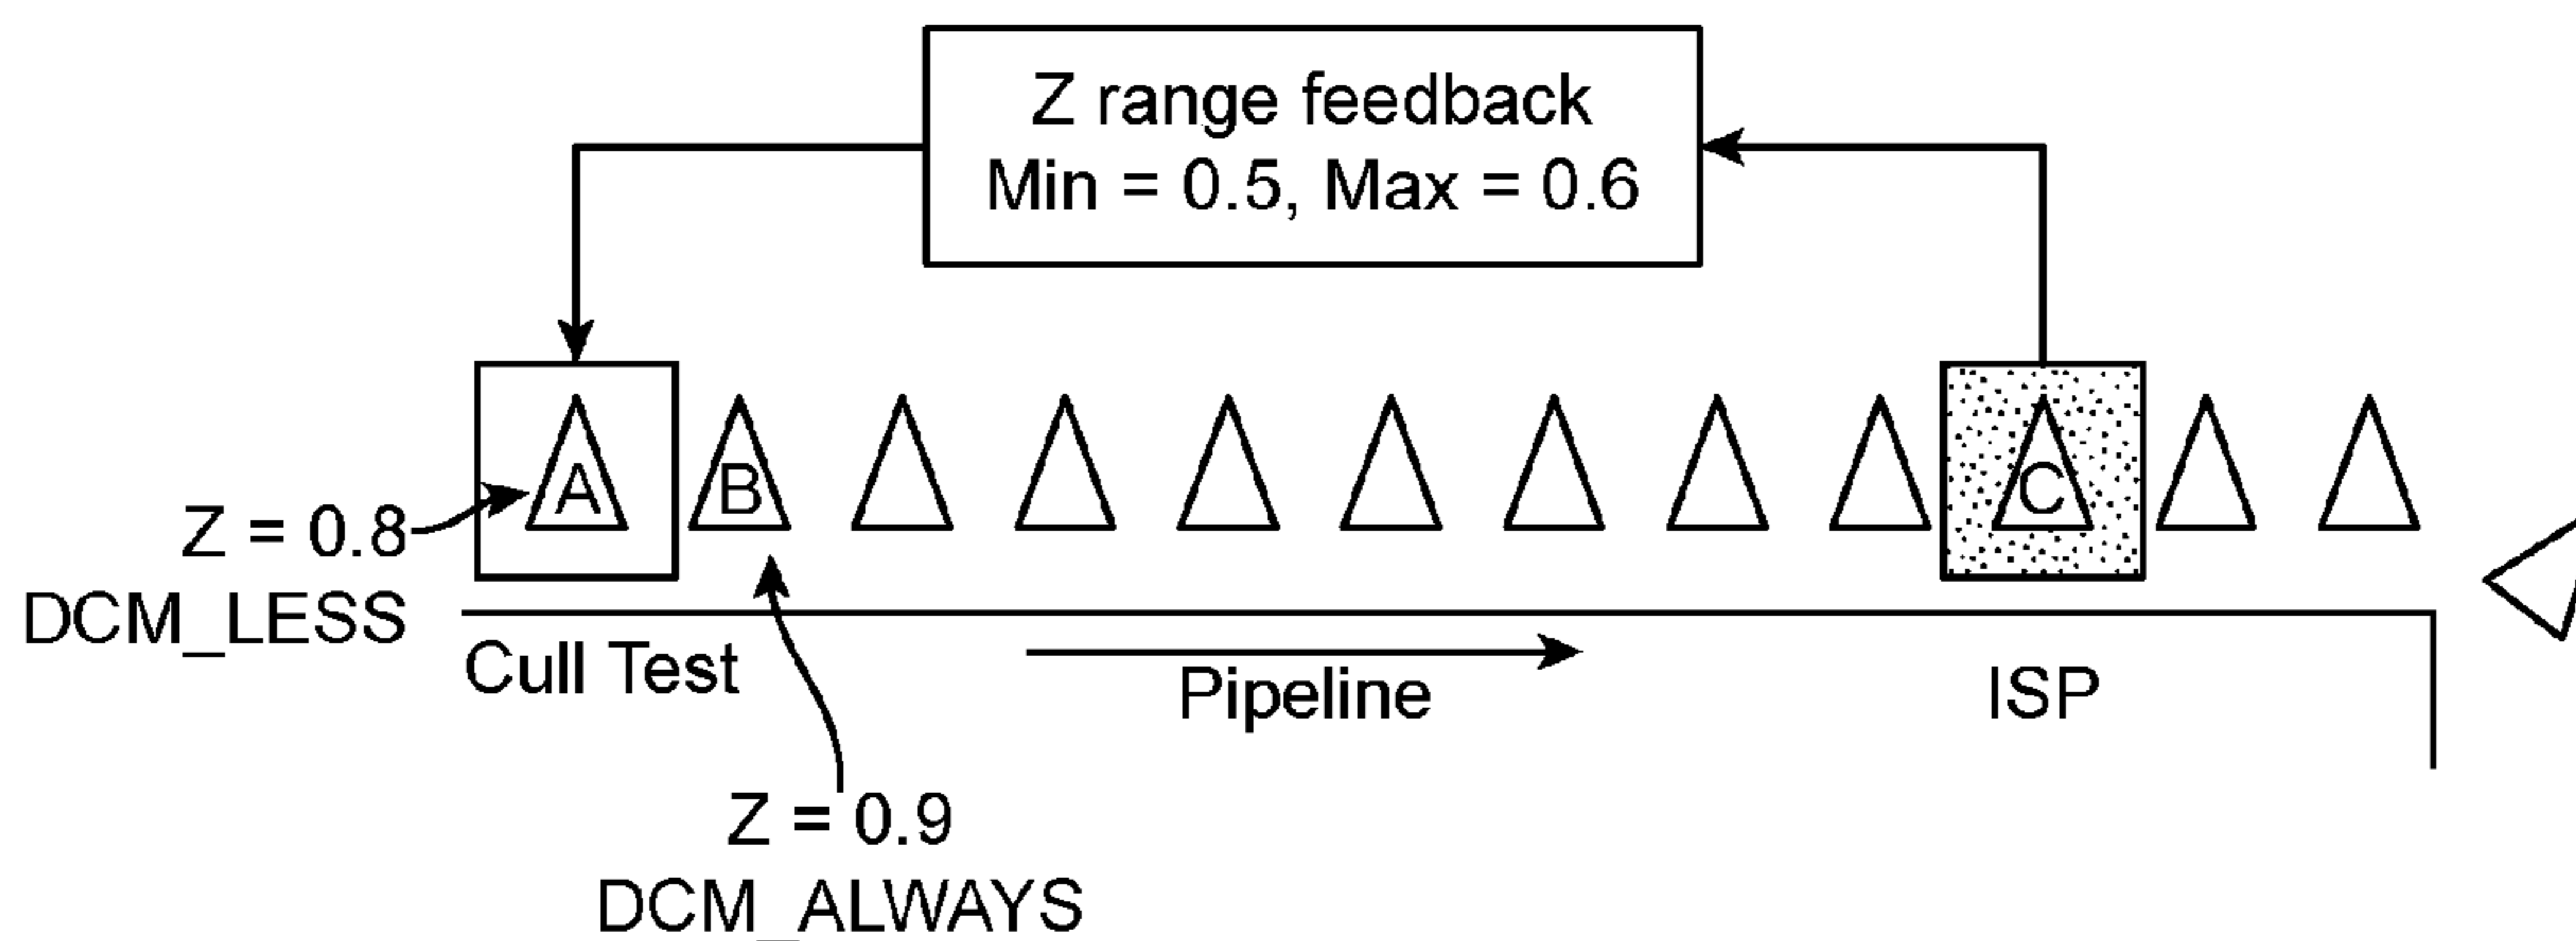 Z range feedback
Min = 0.5, Max = 0.6
A
B
C
Z = 0.8
DCM_LESS
Cull Test
Pipeline
ISP
Z = 0.9
DCM_ALWAYS